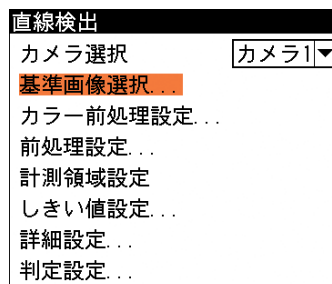 直線検出
カメラ選択 カメラ1▼
基準画像選択...
カラー前処理設定...
前処理設定...
計測領域設定
しきい値設定...
詳細設定...
判定設定...